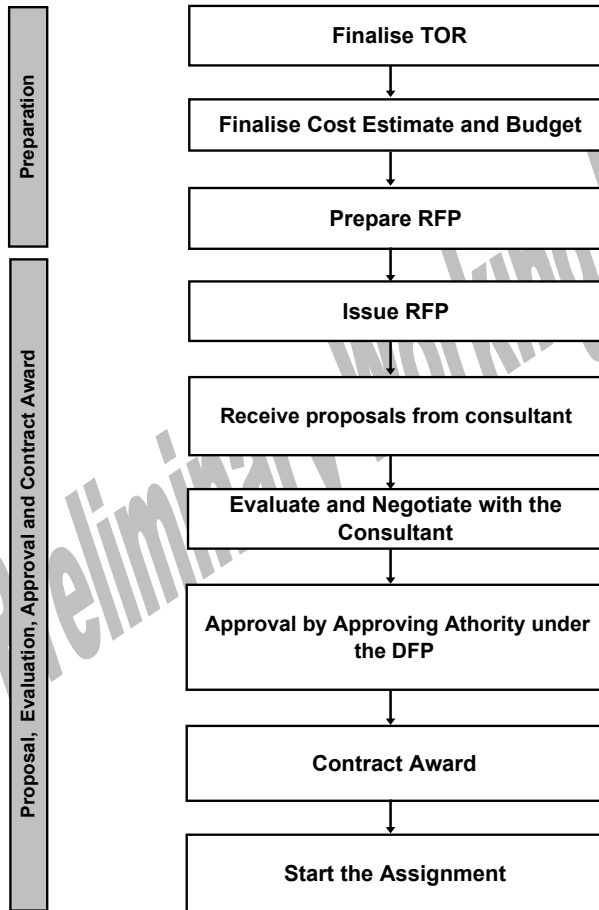 Preparation
Finalise TOR
Finalise Cost Estimate and Budget
Prepare RFP
Proposal, Evaluation, Approval and Contract Award
Issue RFP
Receive proposals from consultant
Evaluate and Negotiate with the
Consultant
Approval by Approving Athority under
the DFP
Contract Award
Start the Assignment
Preliminary Working